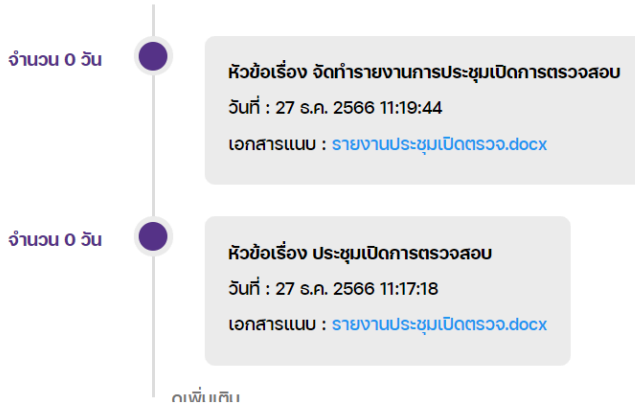 จำนวน 0 วัน
หัวข้อเรื่อง จัดทำรายงานการประชุมเปิดการตรวจสอบ
วันที่ : 27 ธ.ค. 2566 11:19:44
เอกสารแนบ : รายงานประชุมเปิดตรวจ.docx
จำนวน 0 วัน
หัวข้อเรื่อง ประชุมเปิดการตรวจสอบ
วันที่ : 27 ธ.ค. 2566 11:17:18
เอกสารแนบ : รายงานประชุมเปิดตรวจ.docx
ดูเพิ่มเติม